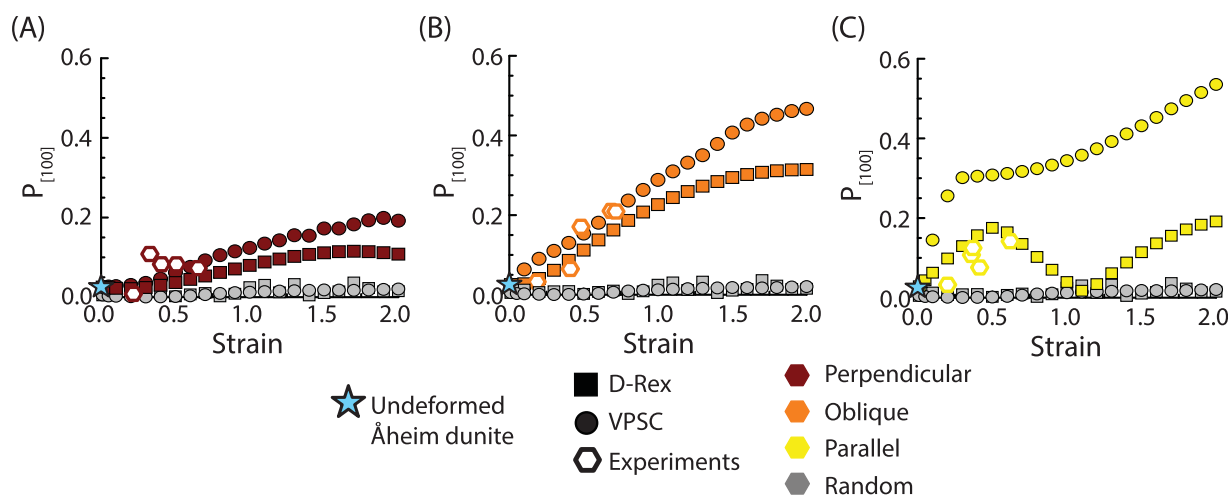 (A)
0.6
0.4
0.2
0.0
P[100]
0.0
0.5
1.0
1.5
2.0
Strain
(B)
0.6
0.4
0.2
0.0
P[100]
0.0
0.5
1.0
1.5
2.0
Strain
(C)
0.6
0.4
0.2
0.0
P[100]
0.0
0.5
1.0
1.5
2.0
Strain
Undeformed
Åheim dunite
D-Rex
VPSC
Experiments
Perpendicular
Oblique
Parallel
Random